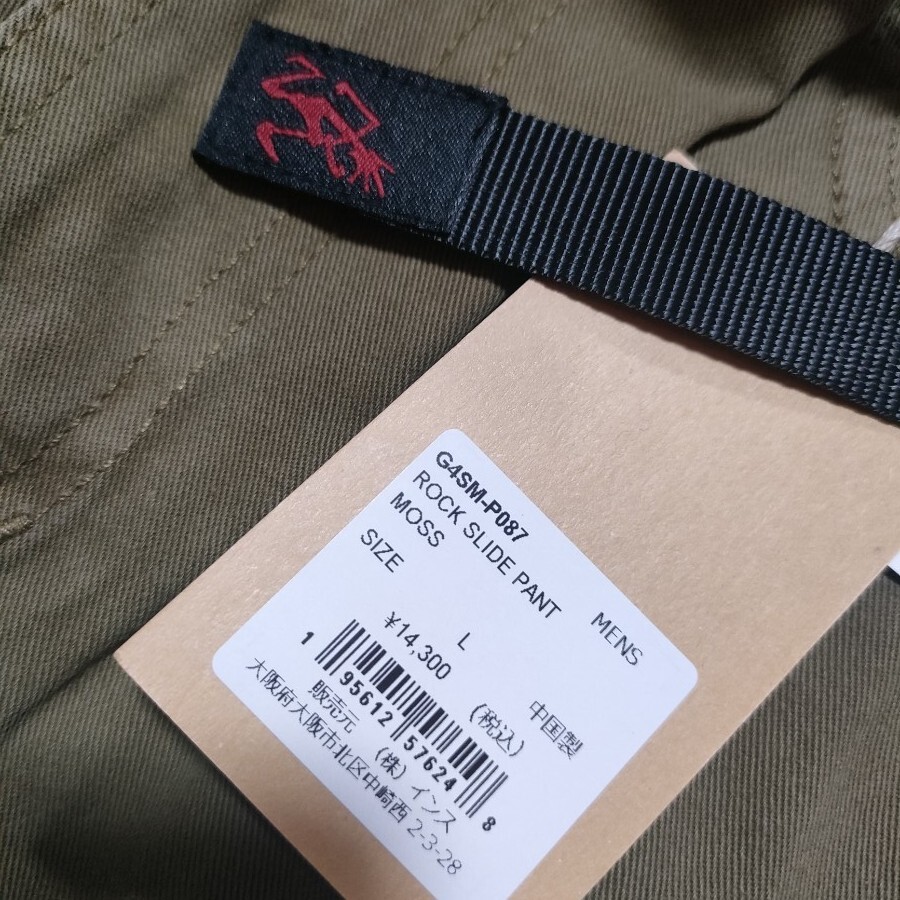 G4SM-P087
ROCK SLIDE PANT MENS
MOSS
SIZE L 中国製
¥14,300 (税込)
1 95612 57624 8
販売元 (株)インス
大阪府大阪市北区中崎西2-3-28